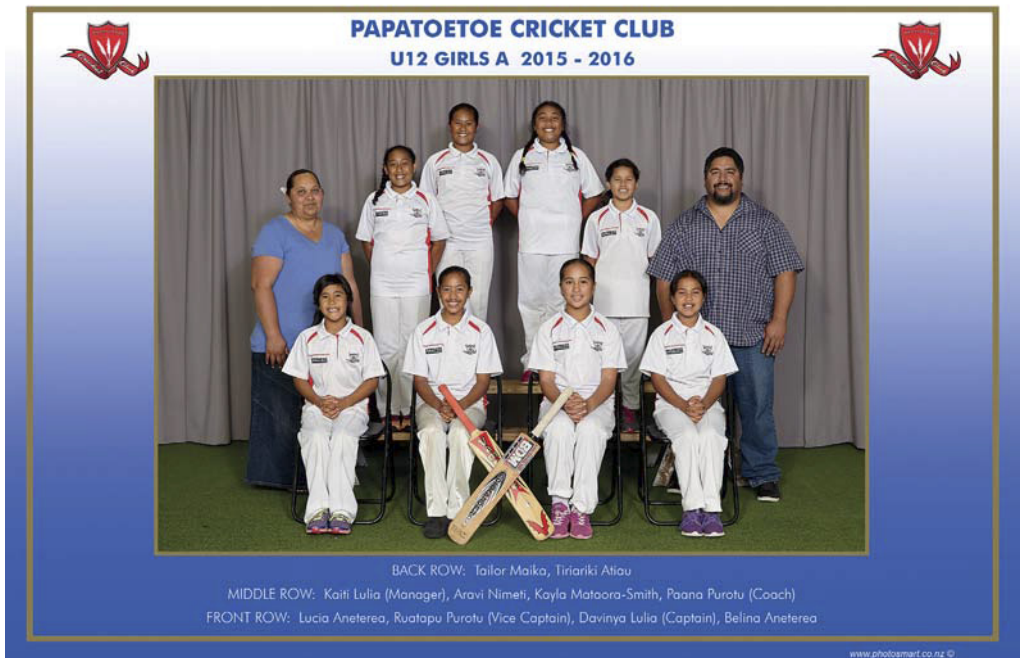 PAPATOETOE CRICKET CLUB
U12 GIRLS A 2015 - 2016
BOW
BACK ROW: Tailor Maika, Tiriariki Atiau
MIDDLE ROW: Kaiti Lulia (Manager), Aravi Nimeti, Kayla Matoora-Smith, Paana Purotu (Coach)
FRONT ROW: Lucia Aneterea, Ruatapu Purotu (Vice Captain), Davinya Lulia (Captain), Belina Aneterea
www.photosmart.co.nz ©